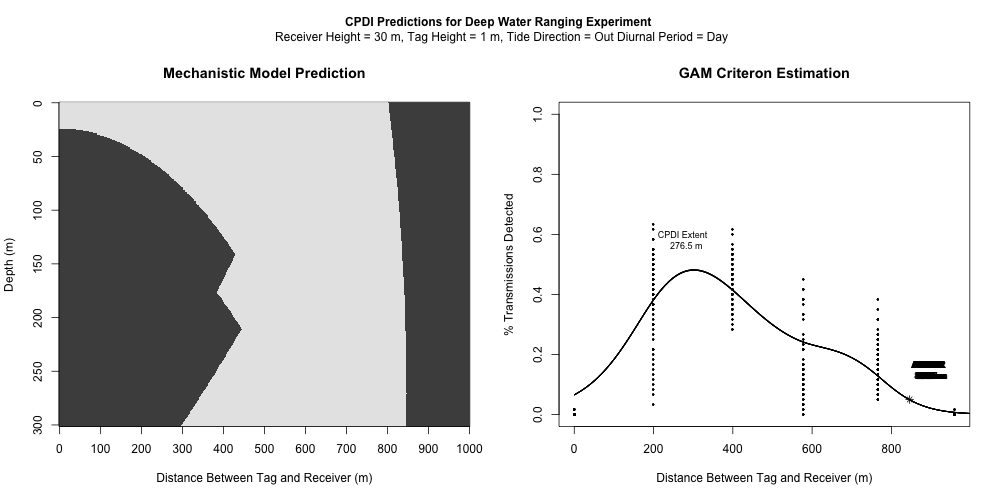 CPDI Predictions for Deep Water Ranging Experiment
Receiver Height = 30 m, Tag Height = 1 m, Tide Direction = Out Diurnal Period = Day
Mechanistic Model Prediction
Depth (m)
0
50
100
150
200
250
300
0 100 200 300 400 500 600 700 800 900 1000
Distance Between Tag and Receiver (m)
GAM Criteron Estimation
% Transmissions Detected
1.0
0.8
0.6
0.4
0.2
0.0
CPDI Extent
276.5 m
0 200 400 600 800
Distance Between Tag and Receiver (m)